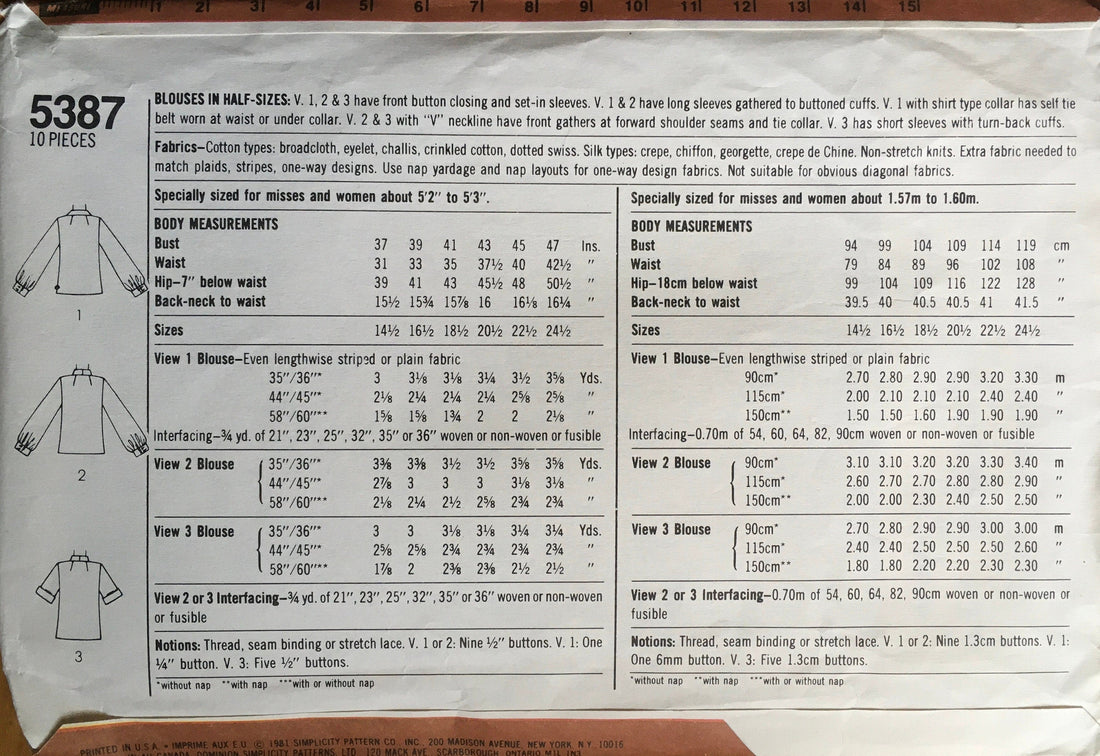 MEASURE 1 2 3 4 5 6 7 8 9 10 11 12 13 14 15
5387
10 PIECES
BLOUSES IN HALF-SIZES: V. 1, 2 & 3 have front button closing and set-in sleeves. V. 1 & 2 have long sleeves gathered to buttoned cuffs. V. 1 with shirt type collar has self tie
belt worn at waist or under collar. V. 2 & 3 with "V" neckline have front gathers at forward shoulder seams and tie collar. V. 3 has short sleeves with turn-back cuffs.
Fabrics–Cotton types: broadcloth, eyelet, challis, crinkled cotton, dotted swiss. Silk types: crepe, chiffon, georgette, crepe de Chine. Non-stretch knits. Extra fabric needed to
match plaids, stripes, one-way designs. Use nap yardage and nap layouts for one-way design fabrics. Not suitable for obvious diagonal fabrics.
Specially sized for misses and women about 5'2" to 5'3".
BODY MEASUREMENTS
Bust 37 39 41 43 45 47 Ins.
Waist 31 33 35 37½ 40 42½ "
Hip–7" below waist 39 41 43 45½ 48 50½ "
Back-neck to waist 15½ 15¾ 15⅞ 16 16⅛ 16¼ "
Sizes 14½ 16½ 18½ 20½ 22½ 24½
View 1 Blouse–Even lengthwise striped or plain fabric
35"/36"* 3 3⅛ 3⅛ 3¼ 3½ 3⅝ Yds.
44"/45"* 2⅛ 2¼ 2¼ 2¼ 2⅝ 2⅝ "
58"/60"** 1⅝ 1⅝ 1¾ 2 2 2⅛ "
Interfacing–¾ yd. of 21", 23", 25", 32", 35" or 36" woven or non-woven or fusible
View 2 Blouse 35"/36"* 3⅜ 3⅜ 3½ 3½ 3⅝ 3⅝ Yds.
44"/45"* 2⅞ 3 3 3 3⅛ 3⅛ "
58"/60"** 2⅛ 2¼ 2½ 2⅝ 2¾ 2¾ "
View 3 Blouse 35"/36"* 3 3 3⅛ 3⅛ 3¼ 3¼ Yds.
44"/45"* 2⅝ 2⅝ 2¾ 2¾ 2¾ 2¾ "
58"/60"** 1⅞ 2 2⅜ 2⅜ 2½ 2½ "
View 2 or 3 Interfacing–¾ yd. of 21", 23", 25", 32", 35" or 36" woven or non-woven
or fusible
Notions: Thread, seam binding or stretch lace. V. 1 or 2: Nine ½" buttons. V. 1: One
¼" button. V. 3: Five ½" buttons.
*without nap **with nap ***with or without nap
Specially sized for misses and women about 1.57m to 1.60m.
BODY MEASUREMENTS
Bust 94 99 104 109 114 119 cm
Waist 79 84 89 96 102 108 "
Hip–18cm below waist 99 104 109 116 122 128 "
Back-neck to waist 39.5 40 40.5 40.5 41 41.5 "
Sizes 14½ 16½ 18½ 20½ 22½ 24½
View 1 Blouse–Even lengthwise striped or plain fabric
90cm* 2.70 2.80 2.90 2.90 3.20 3.30 m
115cm* 2.00 2.10 2.10 2.10 2.40 2.40 "
150cm** 1.50 1.50 1.60 1.90 1.90 1.90 "
Interfacing–0.70m of 54, 60, 64, 82, 90cm woven or non-woven or fusible
View 2 Blouse 90cm* 3.10 3.10 3.20 3.20 3.30 3.40 m
115cm* 2.60 2.70 2.70 2.80 2.80 2.90 "
150cm** 2.00 2.00 2.30 2.40 2.50 2.50 "
View 3 Blouse 90cm* 2.70 2.80 2.90 2.90 3.00 3.00 m
115cm* 2.40 2.40 2.50 2.50 2.50 2.60 "
150cm** 1.80 1.80 2.20 2.20 2.30 2.30 "
View 2 or 3 Interfacing–0.70m of 54, 60, 64, 82, 90cm woven or non-woven or
fusible
Notions: Thread, seam binding or stretch lace. V. 1 or 2: Nine 1.3cm buttons. V. 1:
One 6mm button. V. 3: Five 1.3cm buttons.
*without nap **with nap ***with or without nap
1
2
3
PRINTED IN U.S.A. • IMPRIME AUX E.U. © 1981 SIMPLICITY PATTERN CO. INC. 200 MADISON AVENUE, NEW YORK, N.Y. 10016
CANADA, DOMINION SIMPLICITY PATTERNS, LTD. 120 MACK AVE., SCARBOROUGH, ONTARIO M1L 1N3